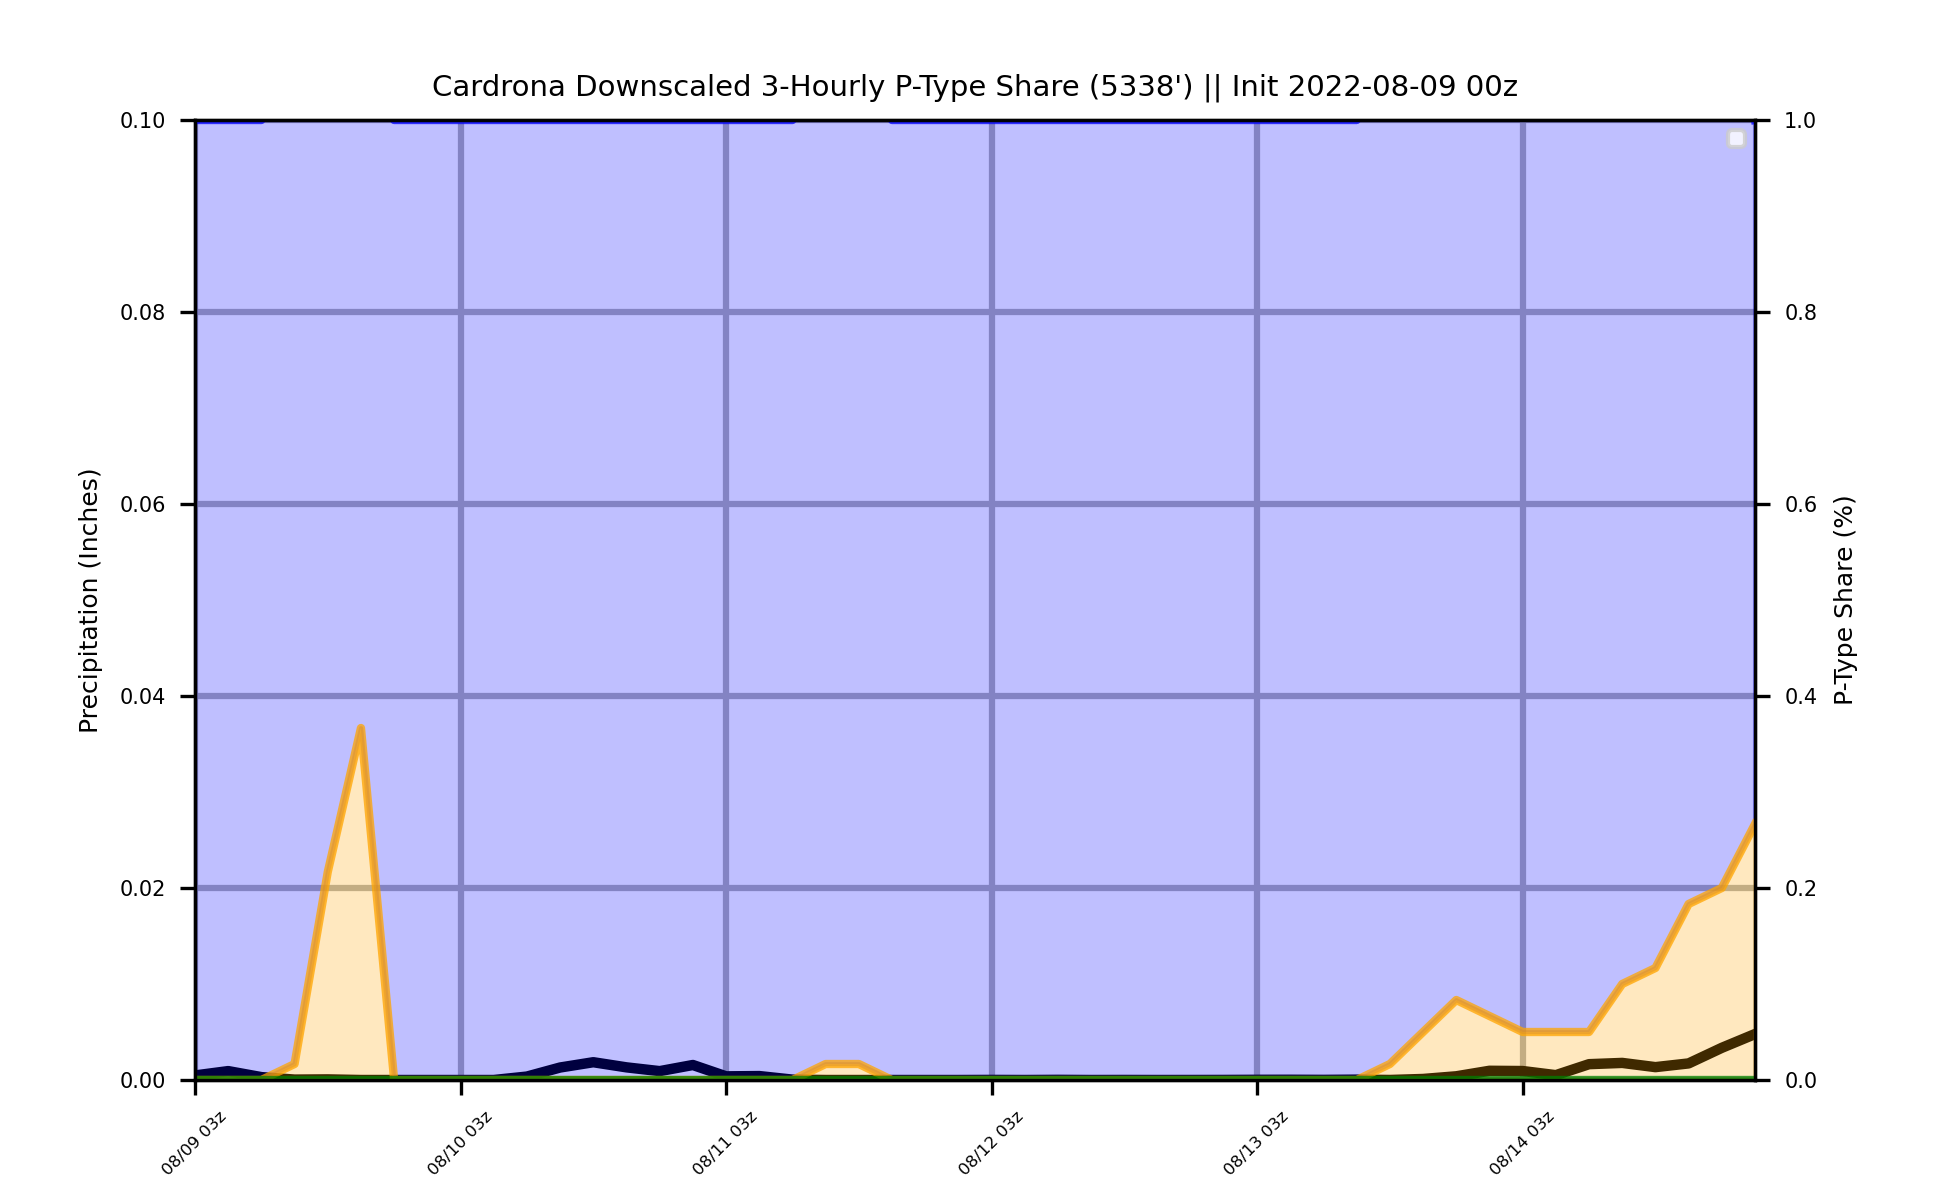 Cardrona Downscaled 3-Hourly P-Type Share (5338') || Init 2022-08-09 00z
0.10
0.08
0.06
0.04
0.02
0.00
Precipitation (Inches)
1.0
0.8
0.6
0.4
0.2
0.0
P-Type Share (%)
08/09 03z
08/10 03z
08/11 03z
08/12 03z
08/13 03z
08/14 03z